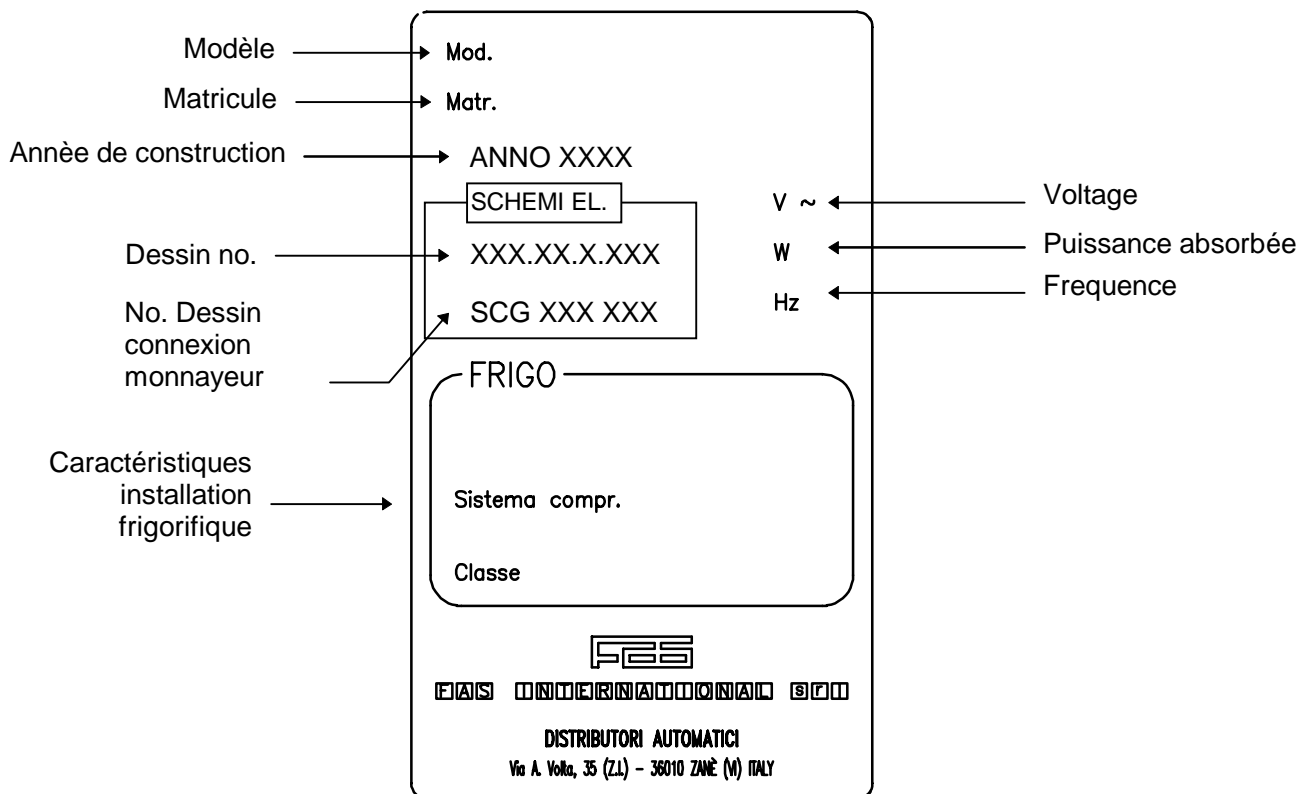 Modèle
Mod.
Matricule
Matr.
Annèe de construction
ANNO XXXX
SCHEMI EL.
V ~
Voltage
Dessin no.
XXX.XX.X.XXX
W
Puissance absorbée
No. Dessin
connexion
monnayeur
SCG XXX XXX
Hz
Frequence
FRIGO
Caractéristiques
installation
frigorifique
Sistema compr.
Classe
FAS
FAS INTERNATIONAL srl
DISTRIBUTORI AUTOMATICI
Via A. Volta, 35 (Z.I.) - 36010 ZANÈ (VI) ITALY